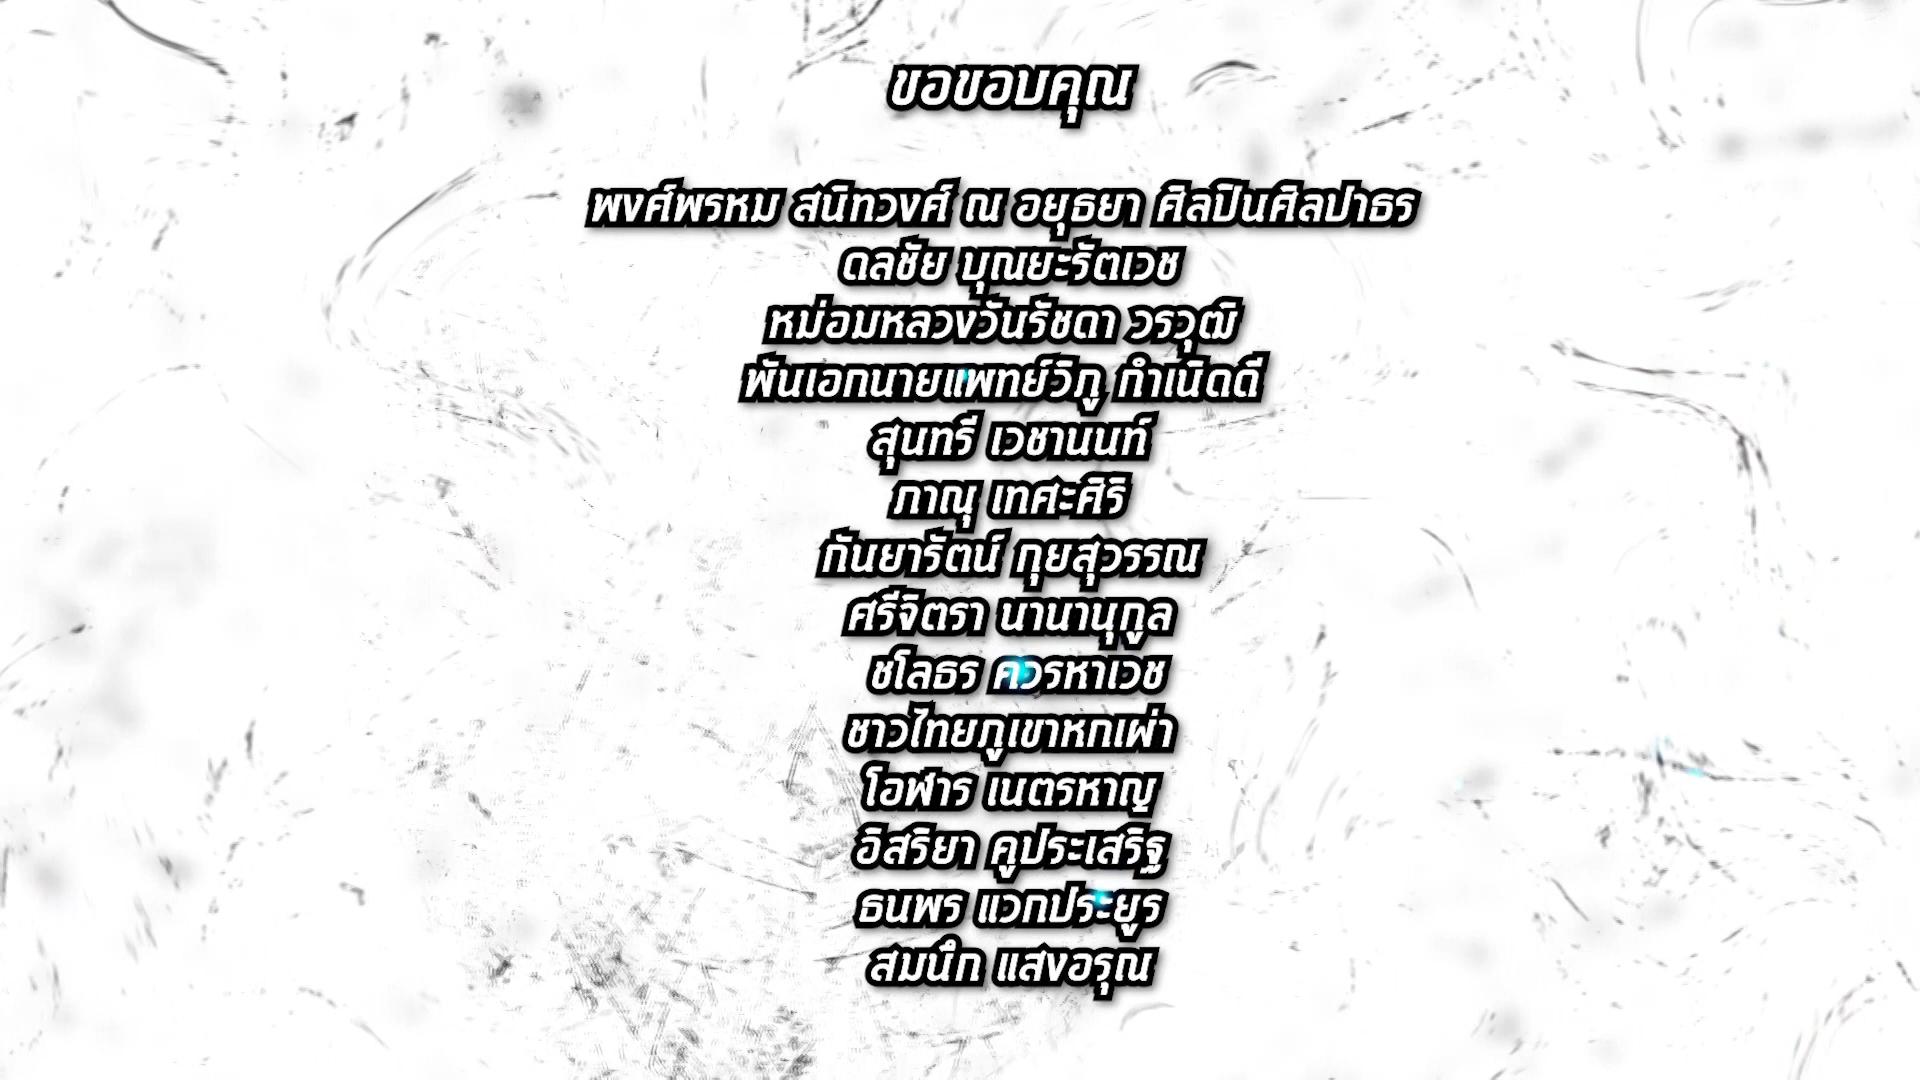 ขอขอบคุณ
พงศ์พรหม สนิทวงศ์ ณ อยุธยา ศิลปินศิลปาธร
ดลชัย บุณยะรัตเวช
หม่อมหลวงวันรัชดา วรวุฒิ
พันเอกนายแพทย์วิภู กำเนิดดี
สุนทรี เวชานนท์
ภาณุ เทศะศิริ
กันยารัตน์ กุยสุวรรณ
ศรีจิตรา นานานุกูล
ชโลธร ควรหาเวช
ชาวไทยภูเขาหกเผ่า
โอฬาร เนตรหาญ
อิสริยา คูประเสริฐ
ธนพร แวกประยูร
สมนึก แสงอรุณ